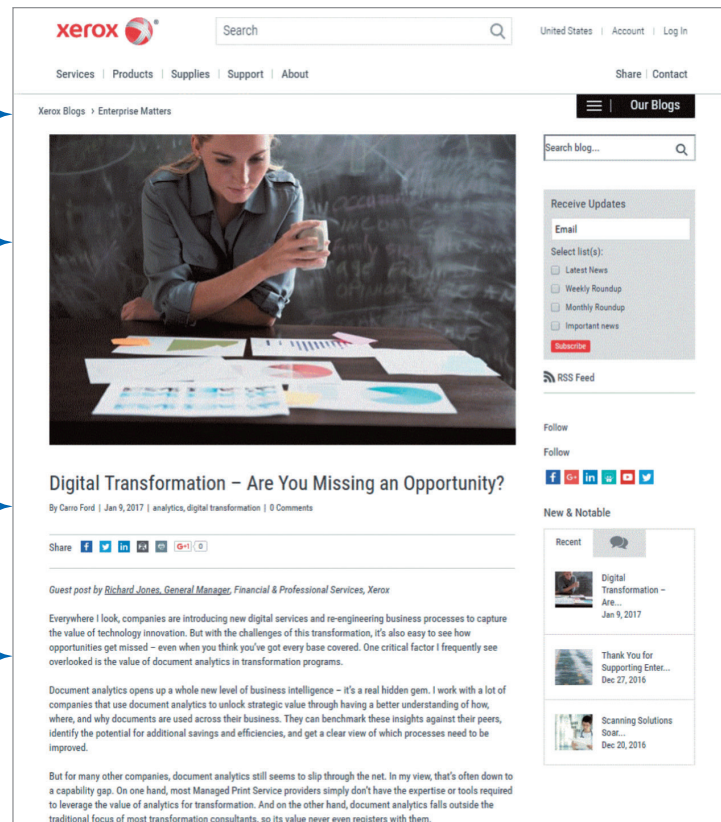 xerox
Search
United States | Account | Log In
Services | Products | Supplies | Support | About
Share | Contact
Xerox Blogs > Enterprise Matters
Our Blogs
Search blog...
Receive Updates
Email
Select list(s):
Latest News
Weekly Roundup
Monthly Roundup
Important news
Subscribe
RSS Feed
Follow
Follow
Digital Transformation – Are You Missing an Opportunity?
By Carro Ford | Jan 9, 2017 | analytics, digital transformation | 0 Comments
Share
G+1 0
New & Notable
Recent
Digital
Transformation –
Are...
Jan 9, 2017
Thank You for
Supporting Enter...
Dec 27, 2016
Scanning Solutions
Soar...
Dec 20, 2016
Guest post by Richard Jones, General Manager, Financial & Professional Services, Xerox
Everywhere I look, companies are introducing new digital services and re-engineering business processes to capture
the value of technology innovation. But with the challenges of this transformation, it's also easy to see how
opportunities get missed – even when you think you've got every base covered. One critical factor I frequently see
overlooked is the value of document analytics in transformation programs.
Document analytics opens up a whole new level of business intelligence – it's a real hidden gem. I work with a lot of
companies that use document analytics to unlock strategic value through having a better understanding of how,
where, and why documents are used across their business. They can benchmark these insights against their peers,
identify the potential for additional savings and efficiencies, and get a clear view of which processes need to be
improved.
But for many other companies, document analytics still seems to slip through the net. In my view, that's often down to
a capability gap. On one hand, most Managed Print Service providers simply don't have the expertise or tools required
to leverage the value of analytics for transformation. And on the other hand, document analytics falls outside the
traditional focus of most transformation consultants, so its value never even registers with them.